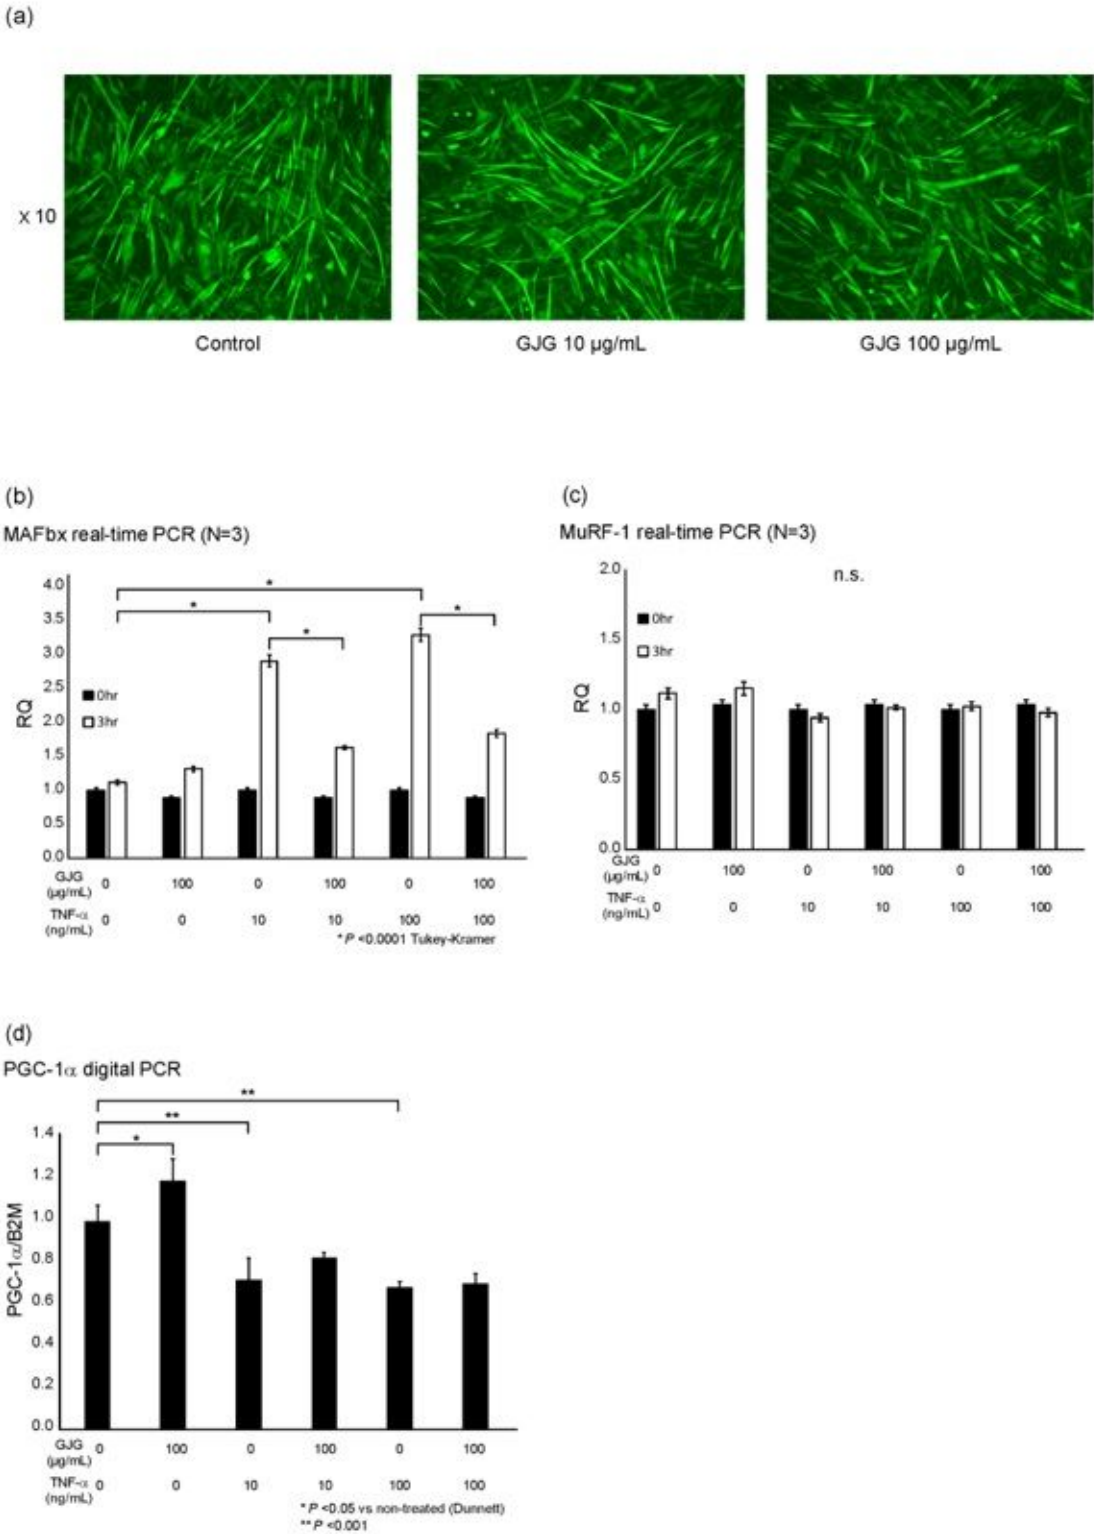 (a)
x 10
Control
GJG 10 µg/mL
GJG 100 µg/mL
(b)
MAFbx real-time PCR (N=3)
RQ
4.0
3.5
3.0
2.5
2.0
1.5
1.0
0.5
0.0
0hr
3hr
*
*
*
*
GJG (µg/mL) 0 100 0 100 0 100
TNF-α (ng/mL) 0 0 10 10 100 100
* P <0.0001 Tukey-Kramer
(c)
MuRF-1 real-time PCR (N=3)
n.s.
RQ
2.0
1.5
1.0
0.5
0.0
0hr
3hr
GJG (µg/mL) 0 100 0 100 0 100
TNF-α (ng/mL) 0 0 10 10 100 100
(d)
PGC-1α digital PCR
**
**
*
PGC-1α/B2M
1.4
1.2
1.0
0.8
0.6
0.4
0.2
0.0
GJG (µg/mL) 0 100 0 100 0 100
TNF-α (ng/mL) 0 0 10 10 100 100
* P <0.05 vs non-treated (Dunnett)
** P <0.001